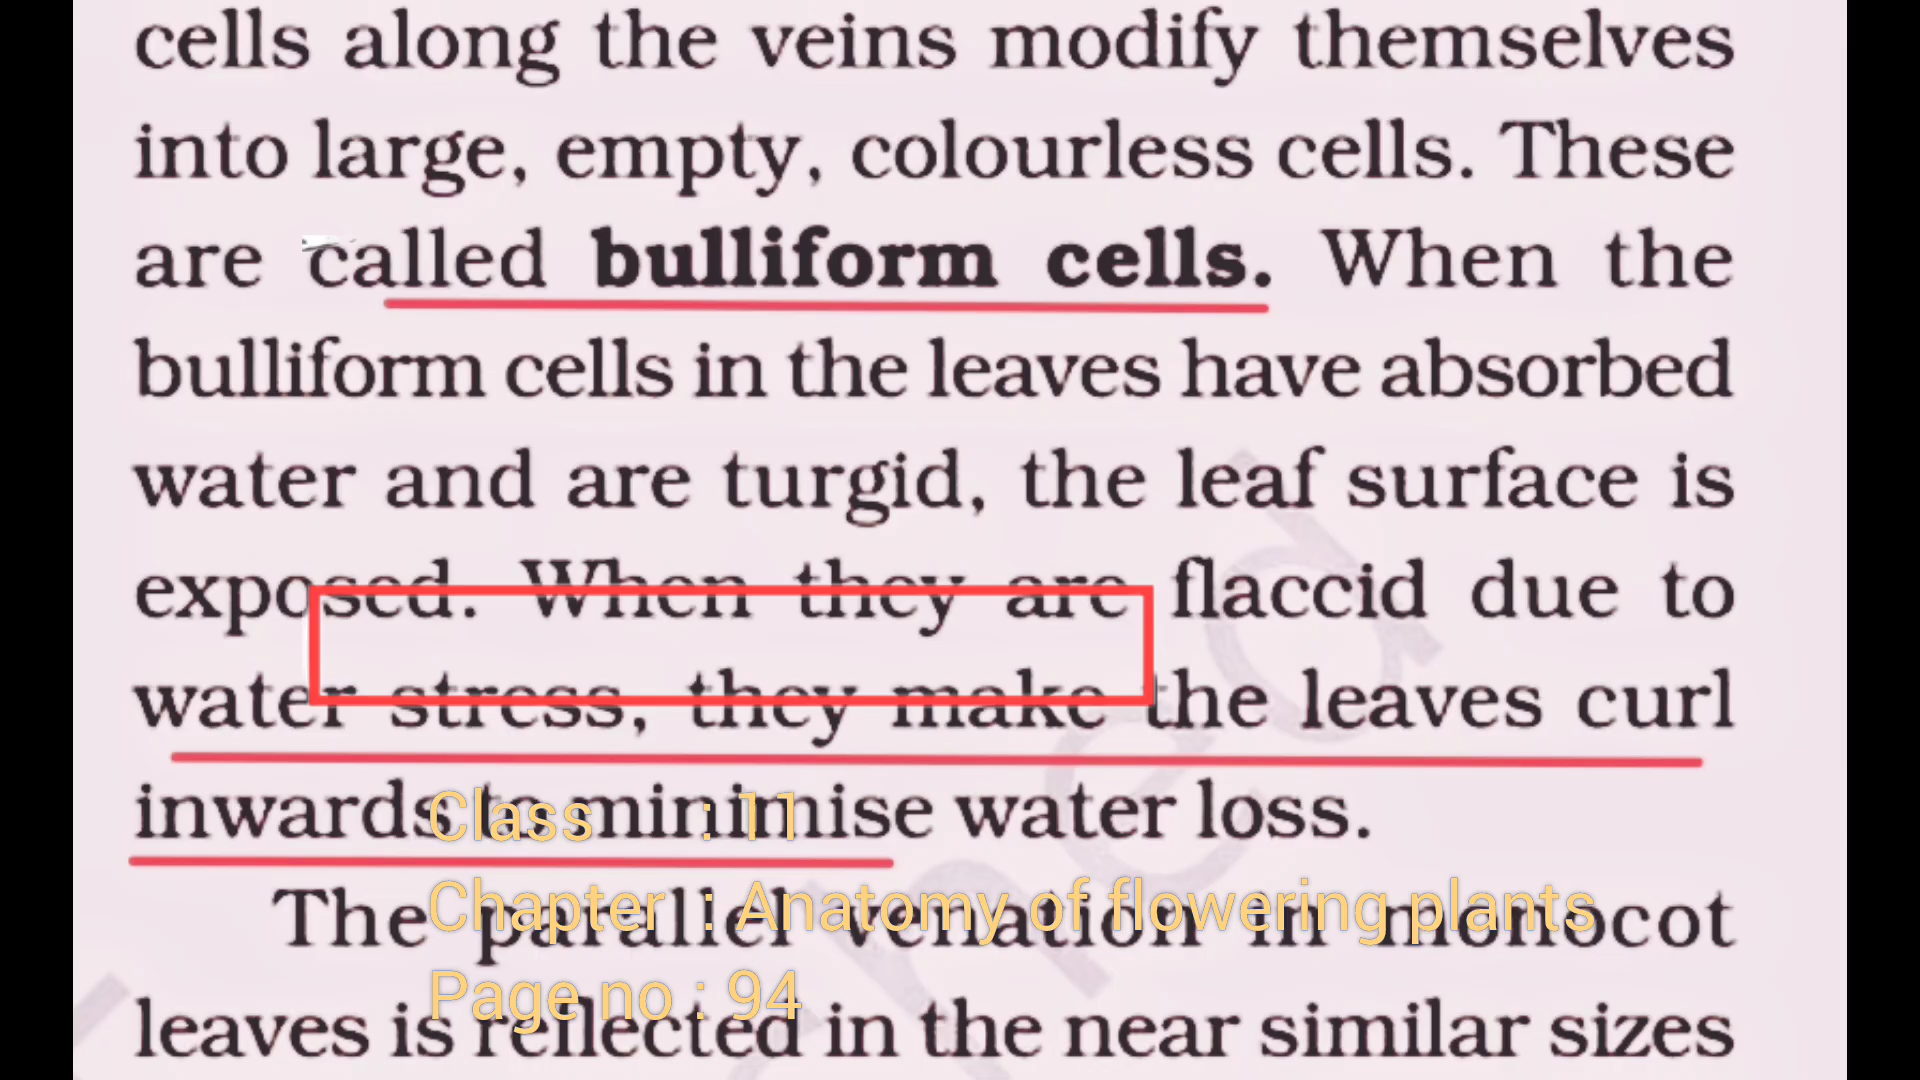 cells along the veins modify themselves
into large, empty, colourless cells. These
are called bulliform cells. When the
bulliform cells in the leaves have absorbed
water and are turgid, the leaf surface is
exposed. When they are flaccid due to
water stress, they make the leaves curl
inwards to minimise water loss.
Class : 11
The parallel venation in monocot
Chapter : Anatomy of flowering plants
leaves is reflected in the near similar sizes
Page no : 94